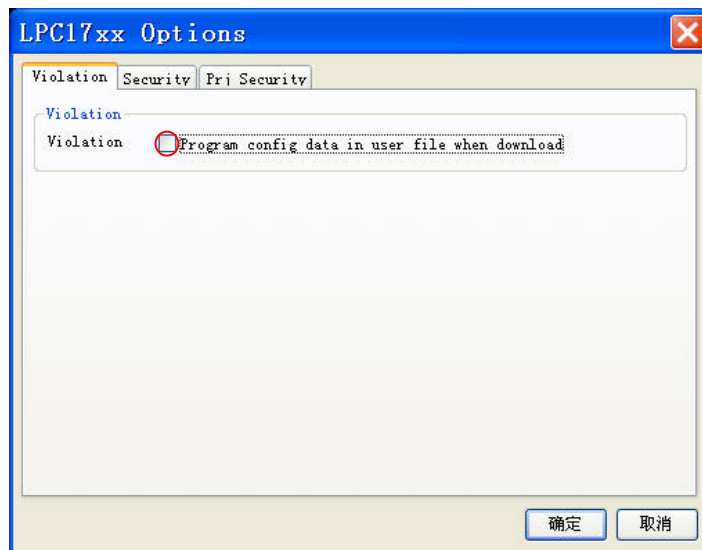 LPC17xx Options
Violation Security Prj Security
Violation
Violation Program config data in user file when download
确定 取消